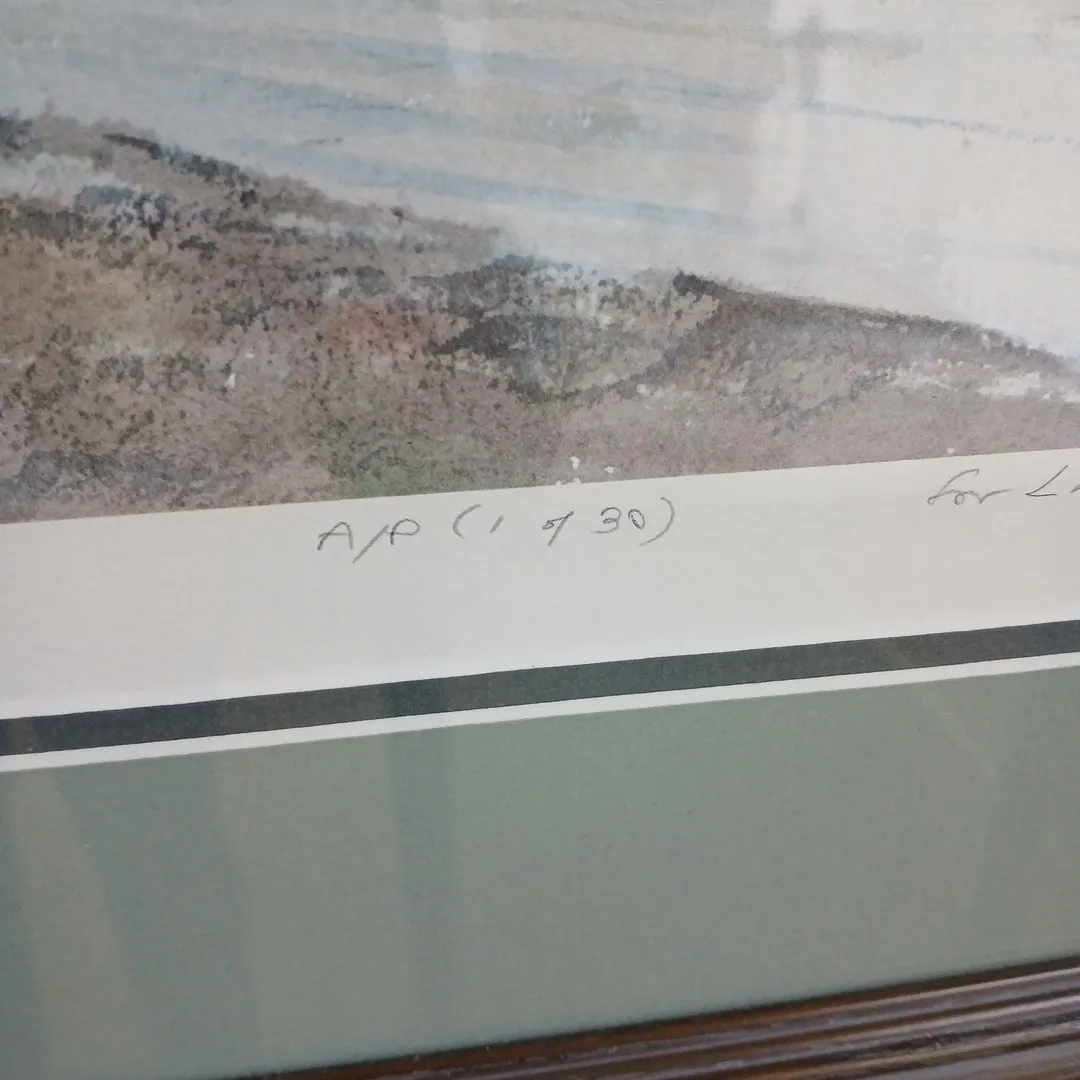 A/P (1 of 30) for